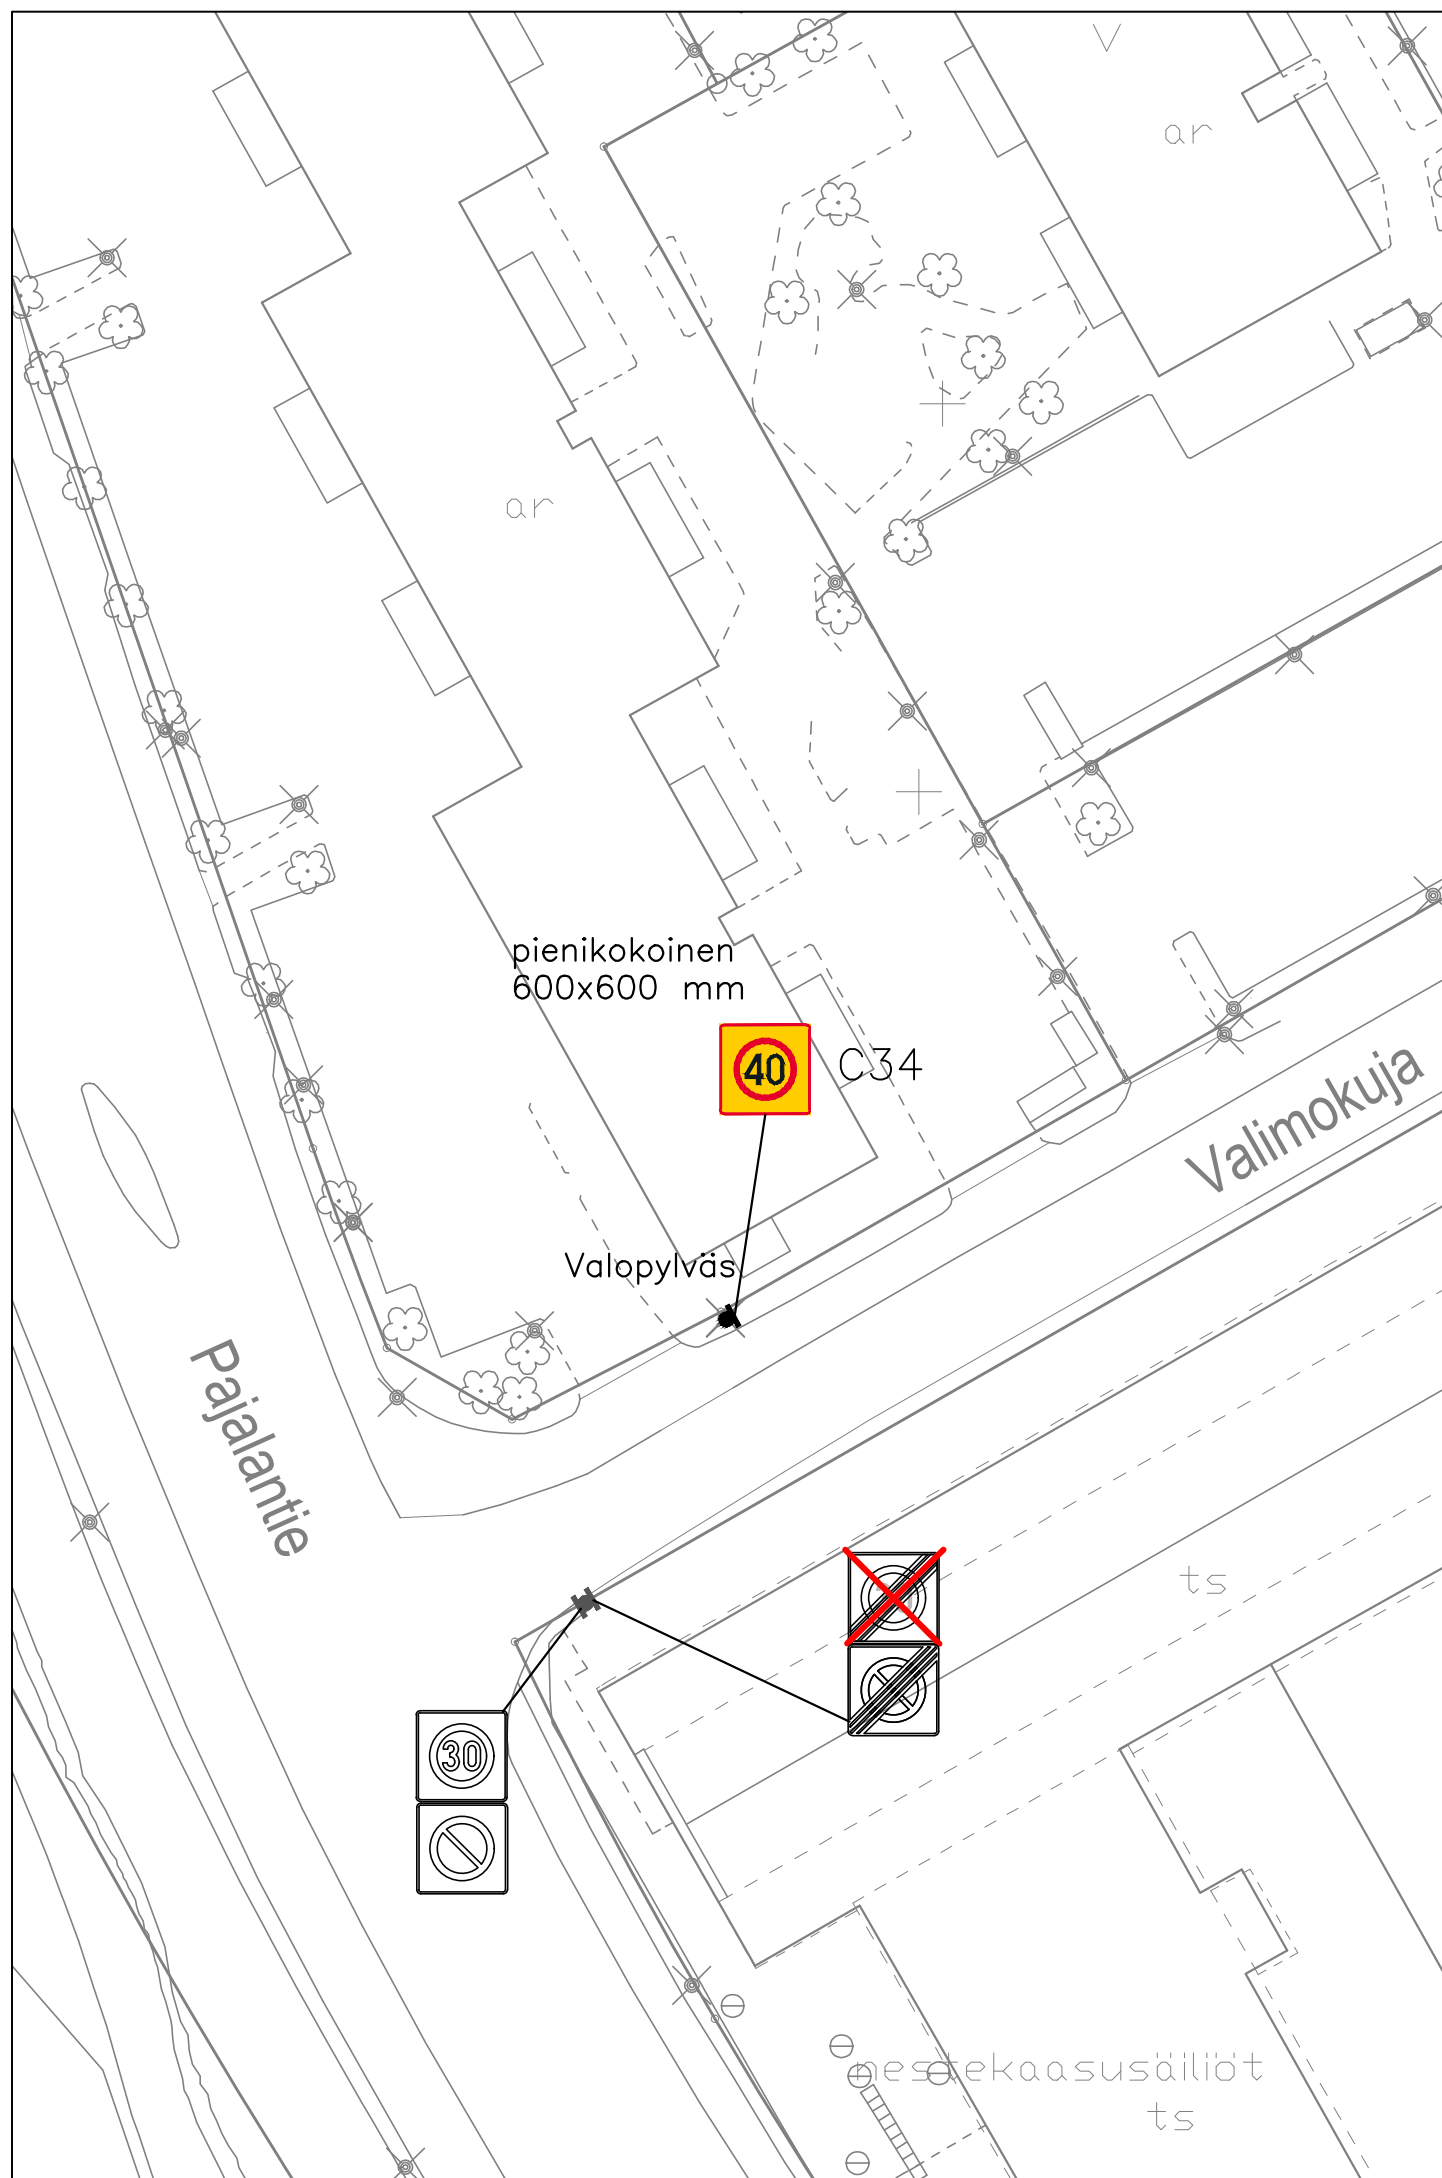 ar
ar
pienikokoinen
600x600 mm
40
C34
Valimokuja
Valopylväs
Pajalantie
ts
30
nestekaasusäiliöt
ts